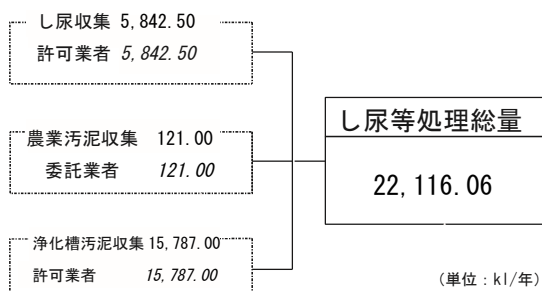 し尿収集 5,842.50
許可業者 5,842.50
農業汚泥収集 121.00
委託業者 121.00
浄化槽汚泥収集 15,787.00
許可業者 15,787.00
し尿等処理総量
22,116.06
(単位：kl/年)